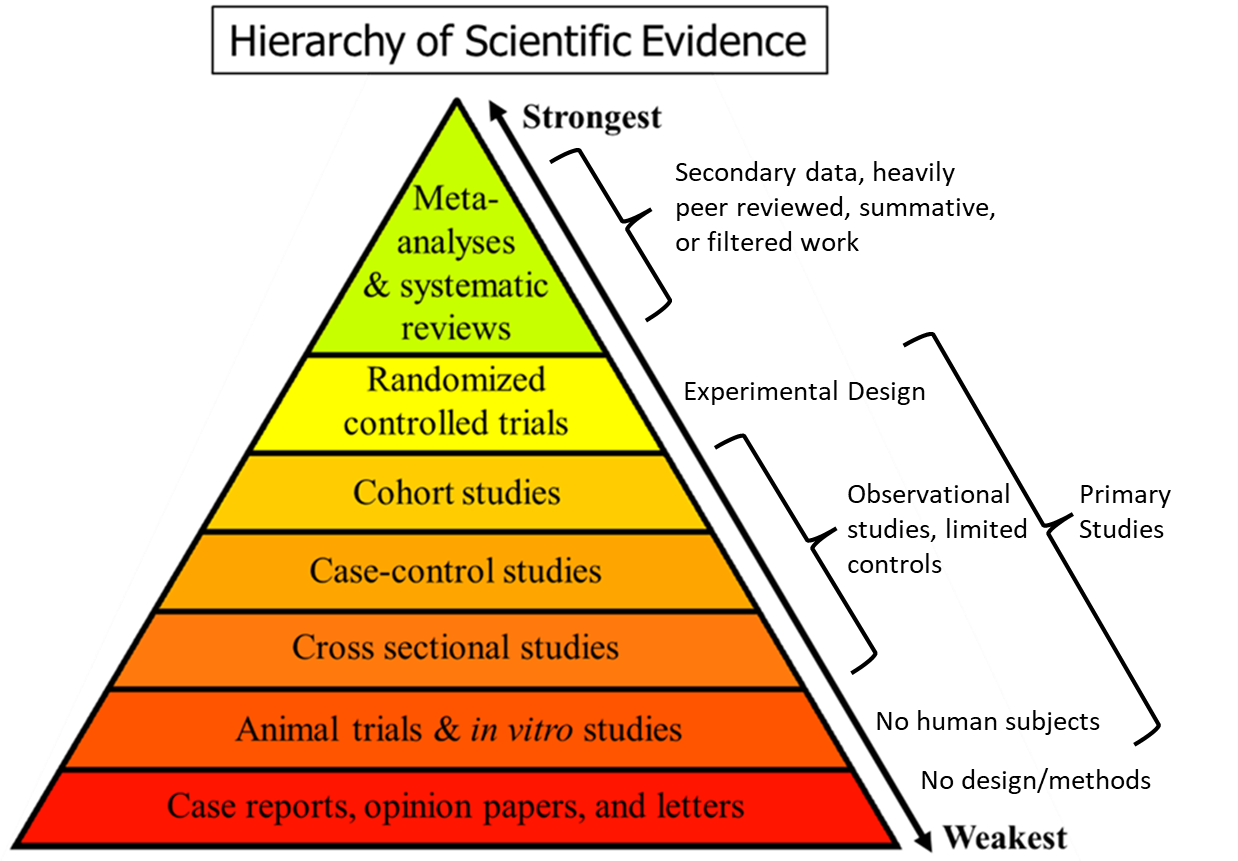 Hierarchy of Scientific Evidence
Strongest
Meta-
analyses
& systematic
reviews
Secondary data, heavily
peer reviewed, summative,
or filtered work
Randomized
controlled trials
Experimental Design
Cohort studies
Case-control studies
Cross sectional studies
Observational
studies, limited
controls
Primary
Studies
Animal trials & in vitro studies
No human subjects
Case reports, opinion papers, and letters
No design/methods
Weakest